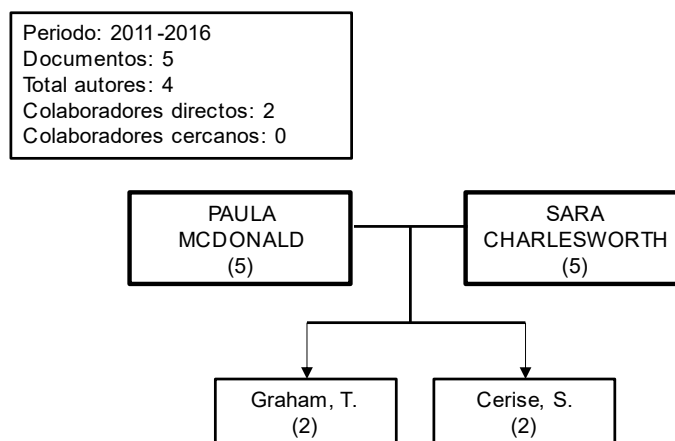 Periodo: 2011-2016
Documentos: 5
Total autores: 4
Colaboradores directos: 2
Colaboradores cercanos: 0
PAULA
MCDONALD
(5)
SARA
CHARLESWORTH
(5)
Graham, T.
(2)
Cerise, S.
(2)